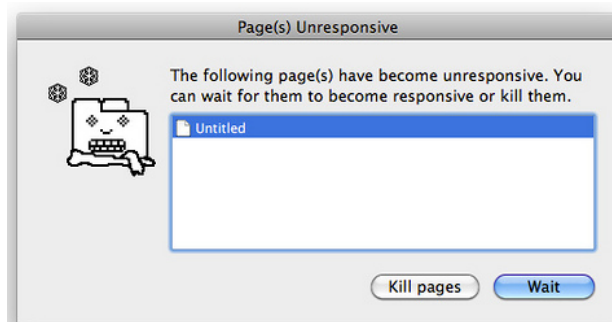 Page(s) Unresponsive
The following page(s) have become unresponsive. You
can wait for them to become responsive or kill them.
Untitled
Kill pages
Wait